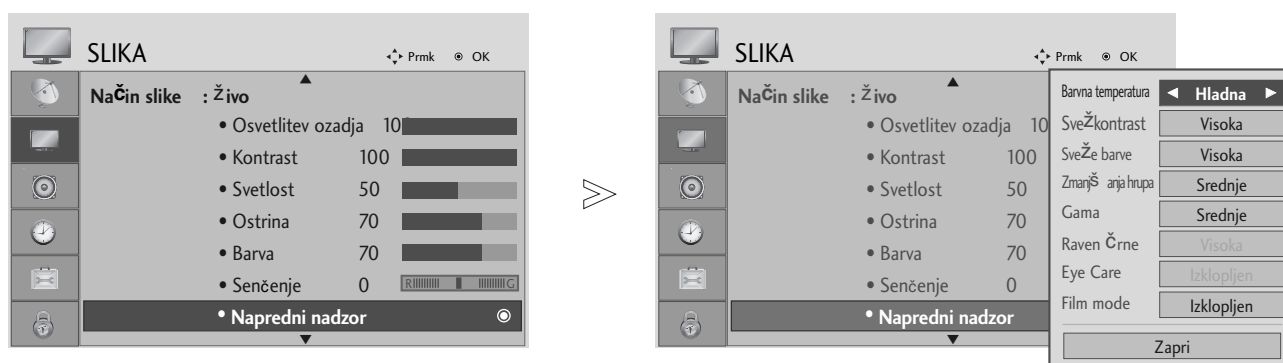 SLIKA
Prmk OK
Način slike : Živo
• Osvetlitev ozadja 10
• Kontrast 100
• Svetlost 50
• Ostrina 70
• Barva 70
• Senčenje 0 R G
• Napredni nadzor
SLIKA
Prmk OK
Način slike : Živo
• Osvetlitev ozadja 10
• Kontrast 100
• Svetlost 50
• Ostrina 70
• Barva 70
• Senčenje 0
• Napredni nadzor
Barvna temperatura ◄ Hladna ►
SveŽkontrast Visoka
SveŽe barve Visoka
ZmanjŠ anja hrupa Srednje
Gama Srednje
Raven Črne Visoka
Eye Care Izklopljen
Film mode Izklopljen
Zapri